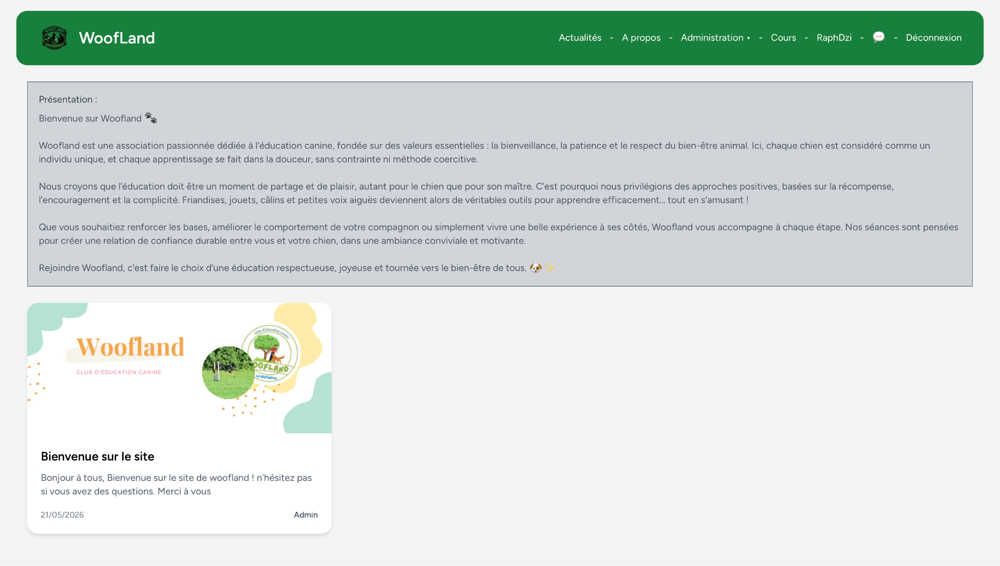 WOOFLAND
WoofLand
Actualités - A propos - Administration ▾ - Cours - RaphDzi - 💬 - Déconnexion
Présentation :
Bienvenue sur Woofland 🐾
Woofland est une association passionnée dédiée à l’éducation canine, fondée sur des valeurs essentielles : la bienveillance, la patience et le respect du bien-être animal. Ici, chaque chien est considéré comme un
individu unique, et chaque apprentissage se fait dans la douceur, sans contrainte ni méthode coercitive.
Nous croyons que l’éducation doit être un moment de partage et de plaisir, autant pour le chien que pour son maître. C’est pourquoi nous privilégions des approches positives, basées sur la récompense,
l’encouragement et la complicité. Friandises, jouets, câlins et petites voix aiguës deviennent alors de véritables outils pour apprendre efficacement… tout en s’amusant !
Que vous souhaitiez renforcer les bases, améliorer le comportement de votre compagnon ou simplement vivre une belle expérience à ses côtés, Woofland vous accompagne à chaque étape. Nos séances sont pensées
pour créer une relation de confiance durable entre vous et votre chien, dans une ambiance conviviale et motivante.
Rejoindre Woofland, c’est faire le choix d’une éducation respectueuse, joyeuse et tournée vers le bien-être de tous. 🐶✨
Woofland
CLUB D'ÉDUCATION CANINE
Club d'éducation canine
OOFLAND
Bienvenue sur le site
Bonjour à tous, Bienvenue sur le site de woofland ! n'hésitez pas
si vous avez des questions. Merci à vous
21/05/2026
Admin